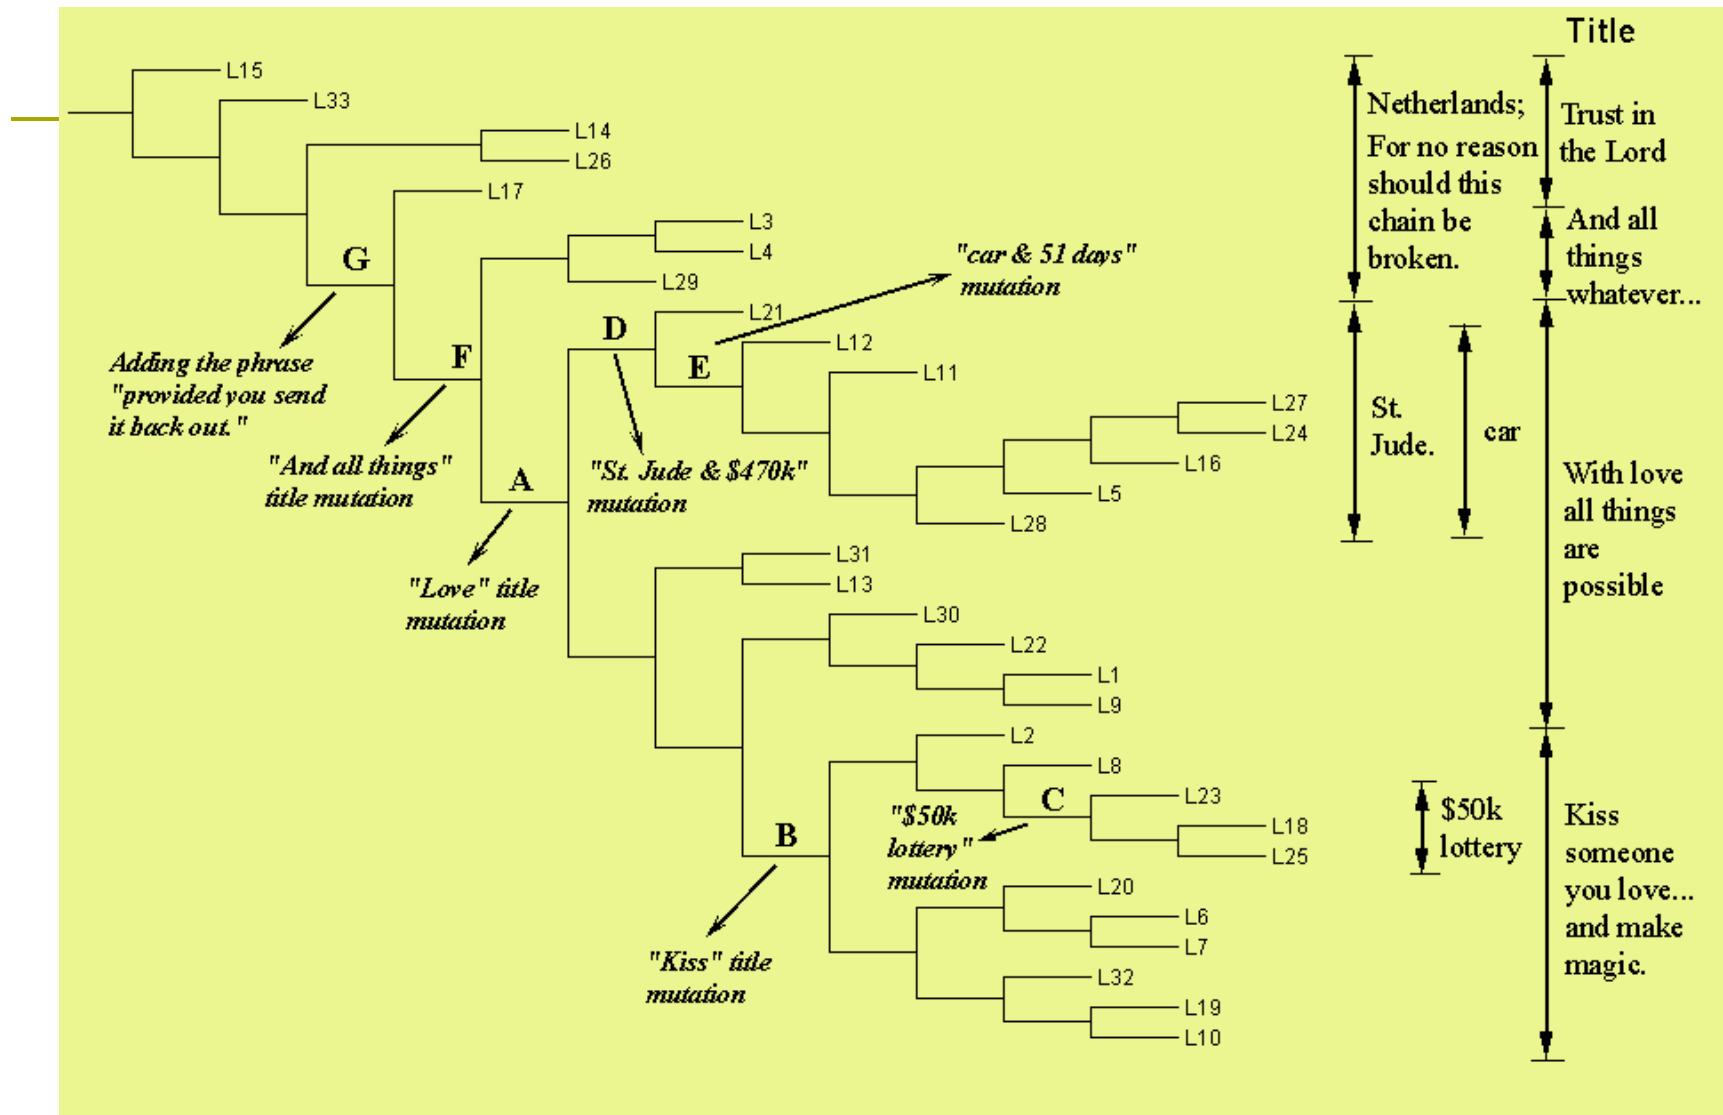 Title
L15
L33
L14
L26
L17
L3
L4
L29
L21
L12
L11
L27
L24
L16
L5
L28
L31
L13
L30
L22
L1
L9
L2
L8
L23
L18
L25
L20
L6
L7
L32
L19
L10
G
F
A
D
E
B
C
Adding the phrase
"provided you send
it back out."
"And all things"
title mutation
"Love" title
mutation
"St. Jude & $470k"
mutation
"car & 51 days"
mutation
"$50k
lottery"
mutation
"Kiss" title
mutation
Netherlands;
For no reason
should this
chain be
broken.
St.
Jude.
car
$50k
lottery
Trust in
the Lord
And all
things
whatever...
With love
all things
are
possible
Kiss
someone
you love...
and make
magic.